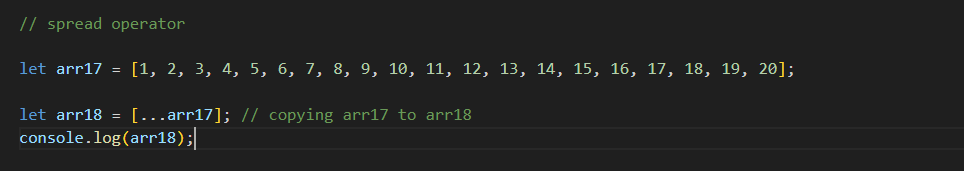 // spread operator
let arr17 = [1, 2, 3, 4, 5, 6, 7, 8, 9, 10, 11, 12, 13, 14, 15, 16, 17, 18, 19, 20];
let arr18 = [...arr17]; // copying arr17 to arr18
console.log(arr18);